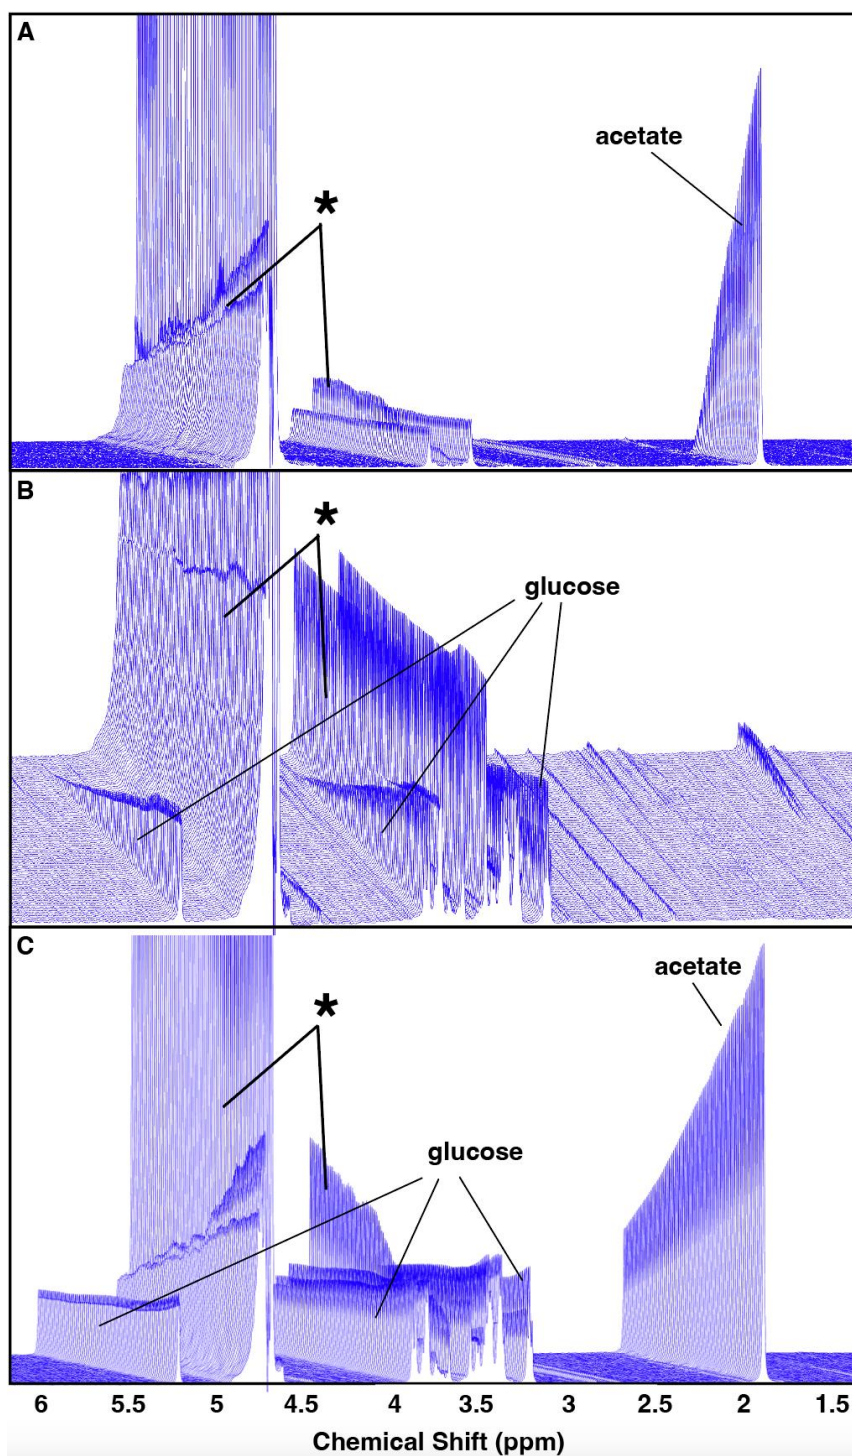 A
*
acetate
B
*
glucose
C
*
acetate
glucose
6 5.5 5 4.5 4 3.5 3 2.5 2 1.5
Chemical Shift (ppm)